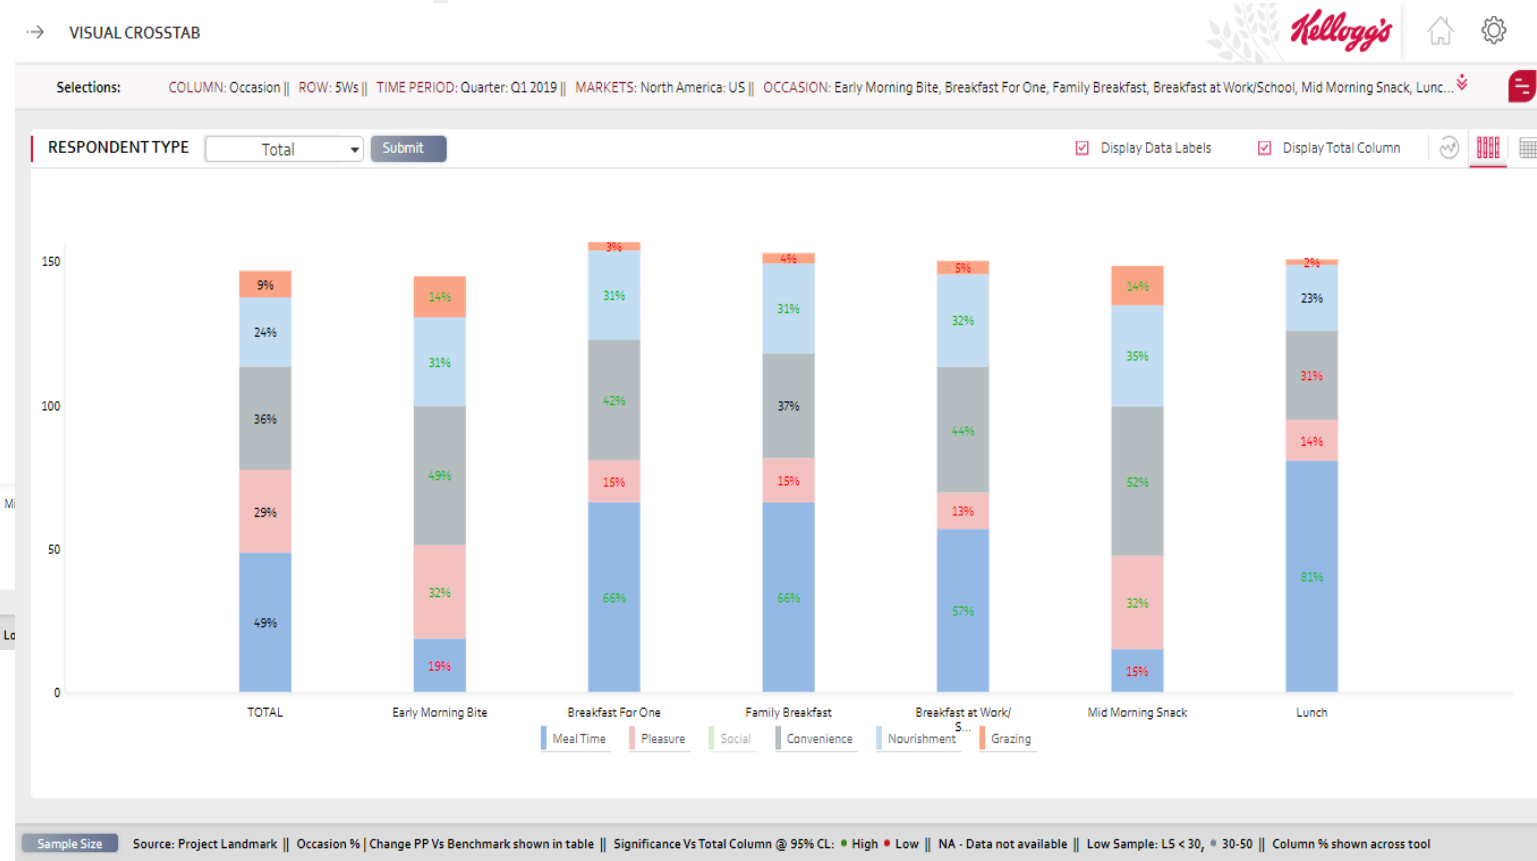 VISUAL CROSSTAB
Kellogg's
Selections: COLUMN: Occasion || ROW: 5Ws || TIME PERIOD: Quarter: Q1 2019 || MARKETS: North America: US || OCCASION: Early Morning Bite, Breakfast For One, Family Breakfast, Breakfast at Work/School, Mid Morning Snack, Lunc...
RESPONDENT TYPE Total Submit Display Data Labels Display Total Column
150
100
50
0
9%
24%
36%
29%
49%
14%
31%
49%
32%
19%
3%
31%
42%
15%
66%
4%
31%
37%
15%
66%
5%
32%
44%
13%
57%
14%
35%
52%
32%
15%
2%
23%
31%
14%
81%
TOTAL
Early Morning Bite
Breakfast For One
Family Breakfast
Breakfast at Work/
S...
Mid Morning Snack
Lunch
Meal Time Pleasure Social Convenience Nourishment Grazing
Mi
Lo
Sample Size Source: Project Landmark || Occasion % | Change PP Vs Benchmark shown in table || Significance Vs Total Column @ 95% CL: High Low || NA - Data not available || Low Sample: LS < 30, 30-50 || Column % shown across tool